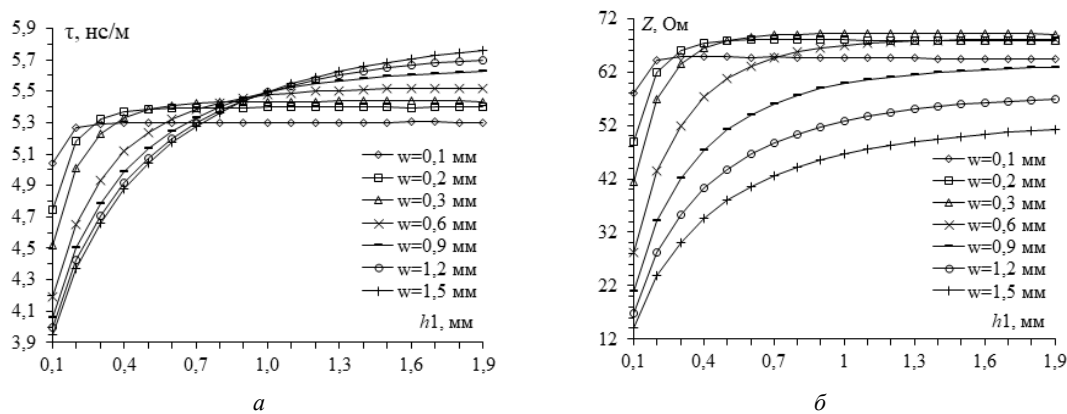 τ, нс/м
5,9
5,7
5,5
5,3
5,1
4,9
4,7
4,5
4,3
4,1
3,9
0,1 0,4 0,7 1,0 1,3 1,6 1,9
w=0,1 мм
w=0,2 мм
w=0,3 мм
w=0,6 мм
w=0,9 мм
w=1,2 мм
w=1,5 мм
h1, мм
а
Z, Ом
72
62
52
42
32
22
12
0,1 0,4 0,7 1 1,3 1,6 1,9
w=0,1 мм
w=0,2 мм
w=0,3 мм
w=0,6 мм
w=0,9 мм
w=1,2 мм
w=1,5 мм
h1, мм
б